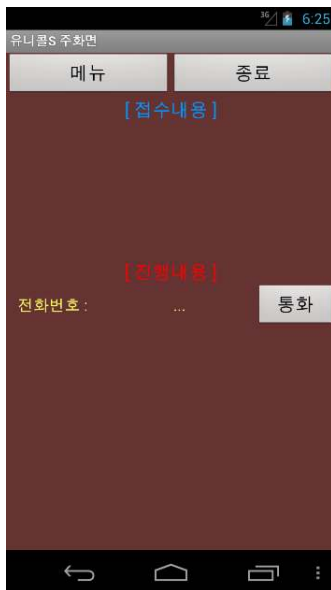 3G 6:25
유니콜S 주화면
메뉴 종료
[ 접수내용 ]
[ 진행내용 ]
전화번호 : ... 통화